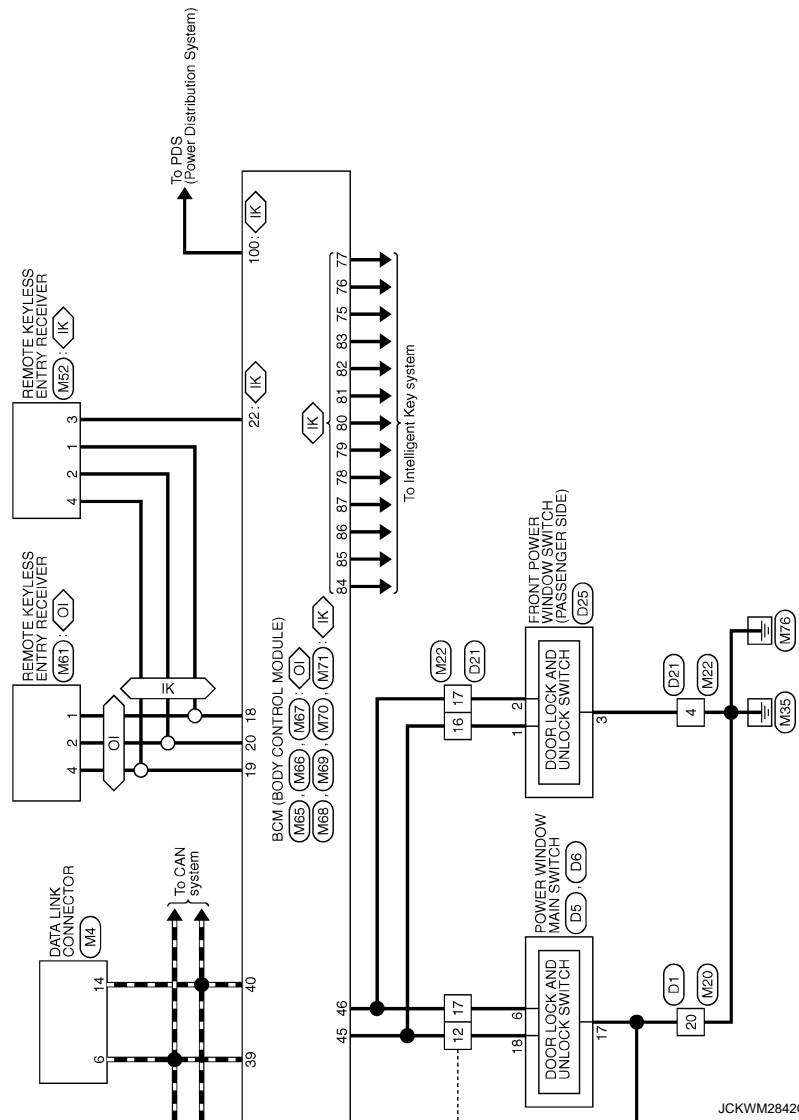 To PDS
(Power Distribution System)
REMOTE KEYLESS
ENTRY RECEIVER
M52 : IK
3
1
2
4
100 : IK
22 : IK
REMOTE KEYLESS
ENTRY RECEIVER
M61 : OI
1
2
4
IK
OI
18
20
19
DATA LINK
CONNECTOR
M4
14
6
To CAN
system
40
39
BCM (BODY CONTROL MODULE)
M65 , M66 , M67 : OI
M68 , M69 , M70 , M71 : IK
IK
84
85
86
87
78
79
80
81
82
83
75
76
77
To Intelligent Key system
46
45
M22
D21
17
16
FRONT POWER
WINDOW SWITCH
(PASSENGER SIDE)
D25
2
1
DOOR LOCK AND
UNLOCK SWITCH
3
D21
4
M22
M76
M35
17
12
POWER WINDOW
MAIN SWITCH
D5 , D6
6
18
DOOR LOCK AND
UNLOCK SWITCH
17
D1
20
M20